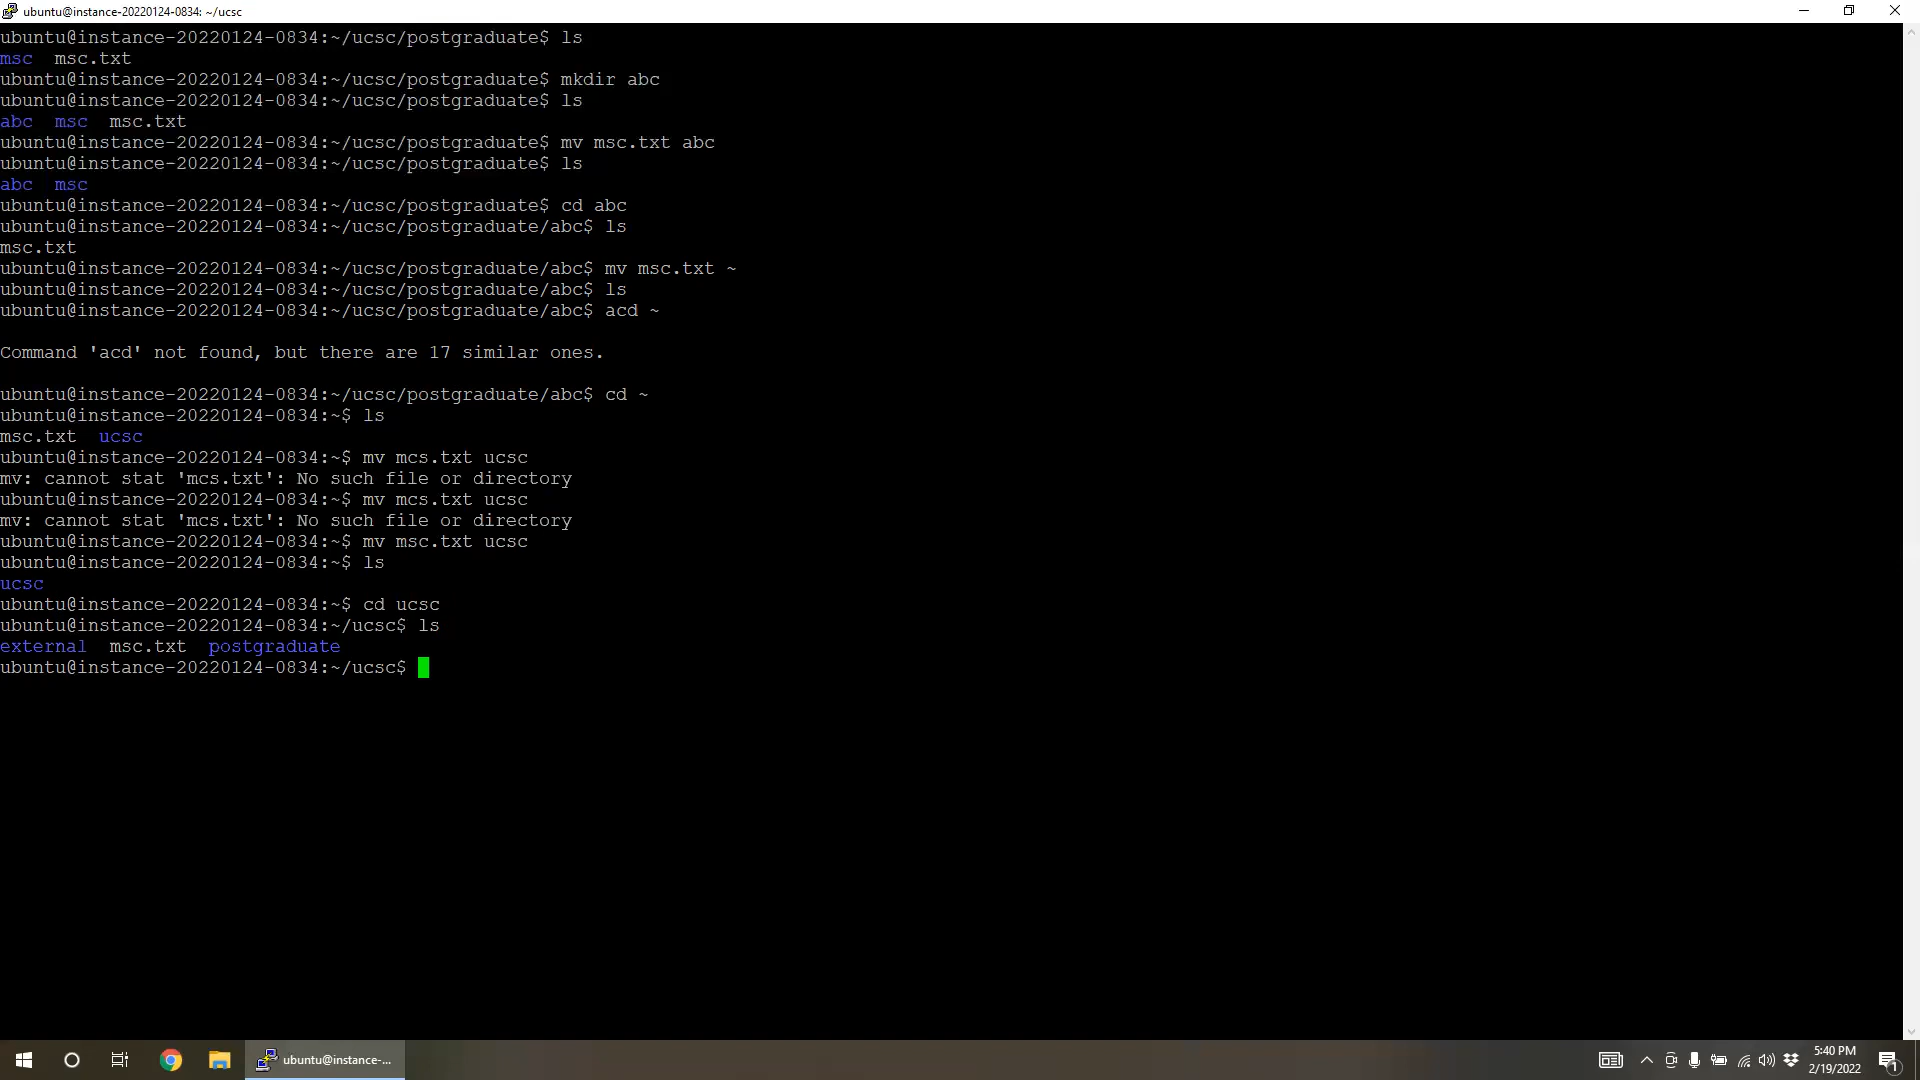 ubuntu@instance-20220124-0834: ~/ucsc
ubuntu@instance-20220124-0834:~/ucsc/postgraduate$ ls
msc  msc.txt
ubuntu@instance-20220124-0834:~/ucsc/postgraduate$ mkdir abc
ubuntu@instance-20220124-0834:~/ucsc/postgraduate$ ls
abc  msc  msc.txt
ubuntu@instance-20220124-0834:~/ucsc/postgraduate$ mv msc.txt abc
ubuntu@instance-20220124-0834:~/ucsc/postgraduate$ ls
abc  msc
ubuntu@instance-20220124-0834:~/ucsc/postgraduate$ cd abc
ubuntu@instance-20220124-0834:~/ucsc/postgraduate/abc$ ls
msc.txt
ubuntu@instance-20220124-0834:~/ucsc/postgraduate/abc$ mv msc.txt ~
ubuntu@instance-20220124-0834:~/ucsc/postgraduate/abc$ ls
ubuntu@instance-20220124-0834:~/ucsc/postgraduate/abc$ acd ~
Command 'acd' not found, but there are 17 similar ones.
ubuntu@instance-20220124-0834:~/ucsc/postgraduate/abc$ cd ~
ubuntu@instance-20220124-0834:~$ ls
msc.txt  ucsc
ubuntu@instance-20220124-0834:~$ mv mcs.txt ucsc
mv: cannot stat 'mcs.txt': No such file or directory
ubuntu@instance-20220124-0834:~$ mv mcs.txt ucsc
mv: cannot stat 'mcs.txt': No such file or directory
ubuntu@instance-20220124-0834:~$ mv msc.txt ucsc
ubuntu@instance-20220124-0834:~$ ls
ucsc
ubuntu@instance-20220124-0834:~$ cd ucsc
ubuntu@instance-20220124-0834:~/ucsc$ ls
external  msc.txt  postgraduate
ubuntu@instance-20220124-0834:~/ucsc$
ubuntu@instance-...
5:40 PM
2/19/2022
1